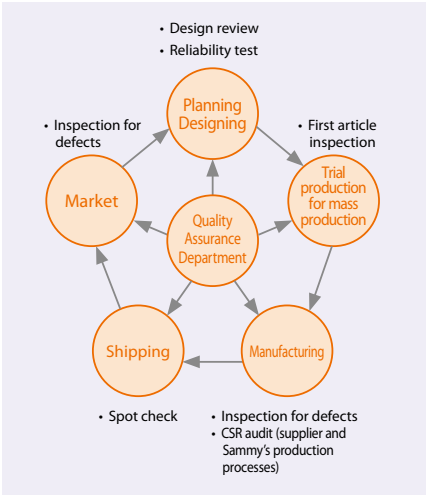 • Design review
• Reliability test
Planning
Designing
• Inspection for
defects
• First article
inspection
Market
Trial
production
for mass
production
Quality
Assurance
Department
Shipping
Manufacturing
• Spot check
• Inspection for defects
• CSR audit (supplier and
Sammy's production
processes)